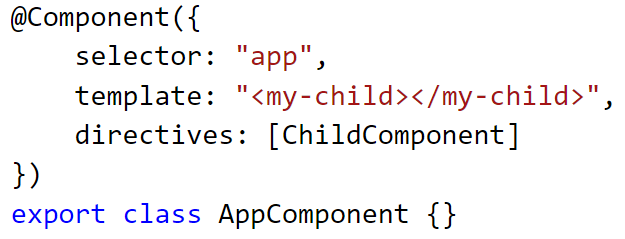 @Component({
    selector: "app",
    template: "<my-child></my-child>",
    directives: [ChildComponent]
})
export class AppComponent {}